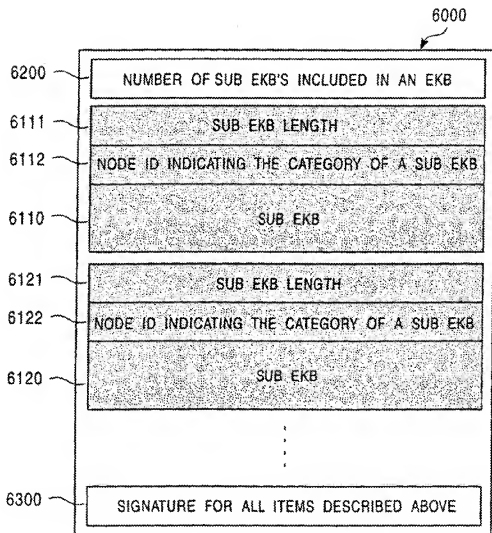 6000
6200 NUMBER OF SUB EKB'S INCLUDED IN AN EKB
6111 SUB EKB LENGTH
6112 NODE ID INDICATING THE CATEGORY OF A SUB EKB
6110 SUB EKB
6121 SUB EKB LENGTH
6122 NODE ID INDICATING THE CATEGORY OF A SUB EKB
6120 SUB EKB
6300 SIGNATURE FOR ALL ITEMS DESCRIBED ABOVE